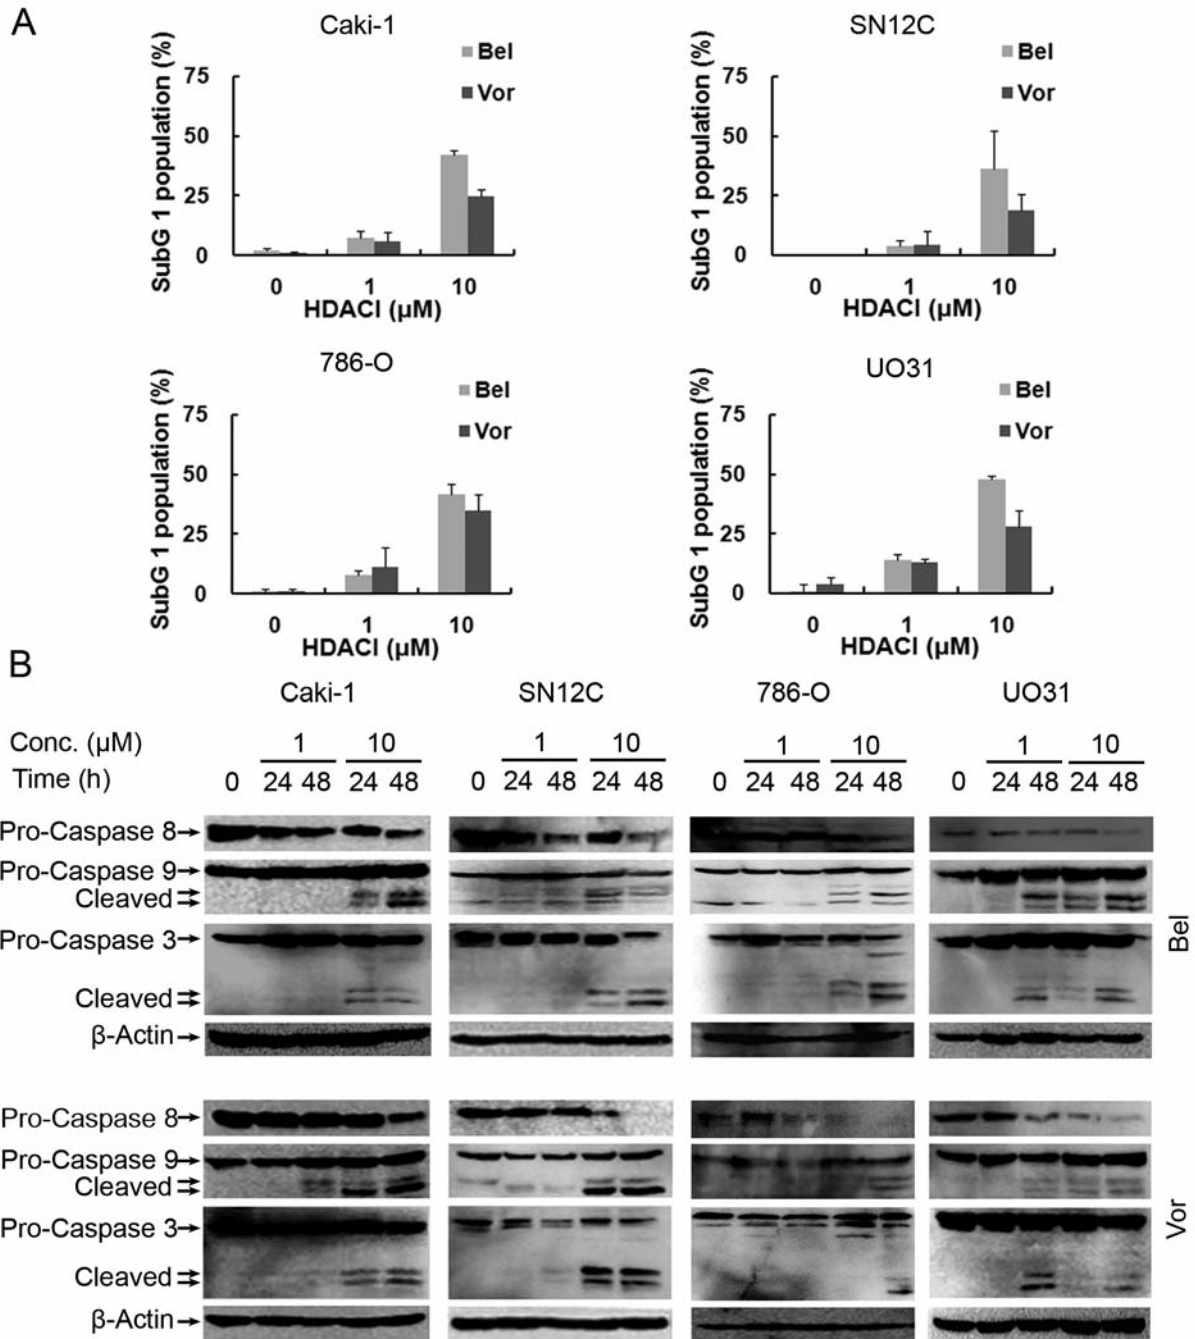 A
Caki-1
SubG 1 population (%)
75
50
25
0
Bel
Vor
0 1 10
HDACI (µM)
SN12C
SubG 1 population (%)
75
50
25
0
Bel
Vor
0 1 10
HDACI (µM)
786-O
SubG 1 population (%)
75
50
25
0
Bel
Vor
0 1 10
HDACI (µM)
UO31
SubG 1 population (%)
75
50
25
0
Bel
Vor
0 1 10
HDACI (µM)
B
Caki-1 SN12C 786-O UO31
Conc. (µM) 1 10 1 10 1 10 1 10
Time (h) 0 24 48 24 48 0 24 48 24 48 0 24 48 24 48 0 24 48 24 48
Pro-Caspase 8
Pro-Caspase 9
Cleaved
Pro-Caspase 3
Cleaved
β-Actin
Bel
Pro-Caspase 8
Pro-Caspase 9
Cleaved
Pro-Caspase 3
Cleaved
β-Actin
Vor